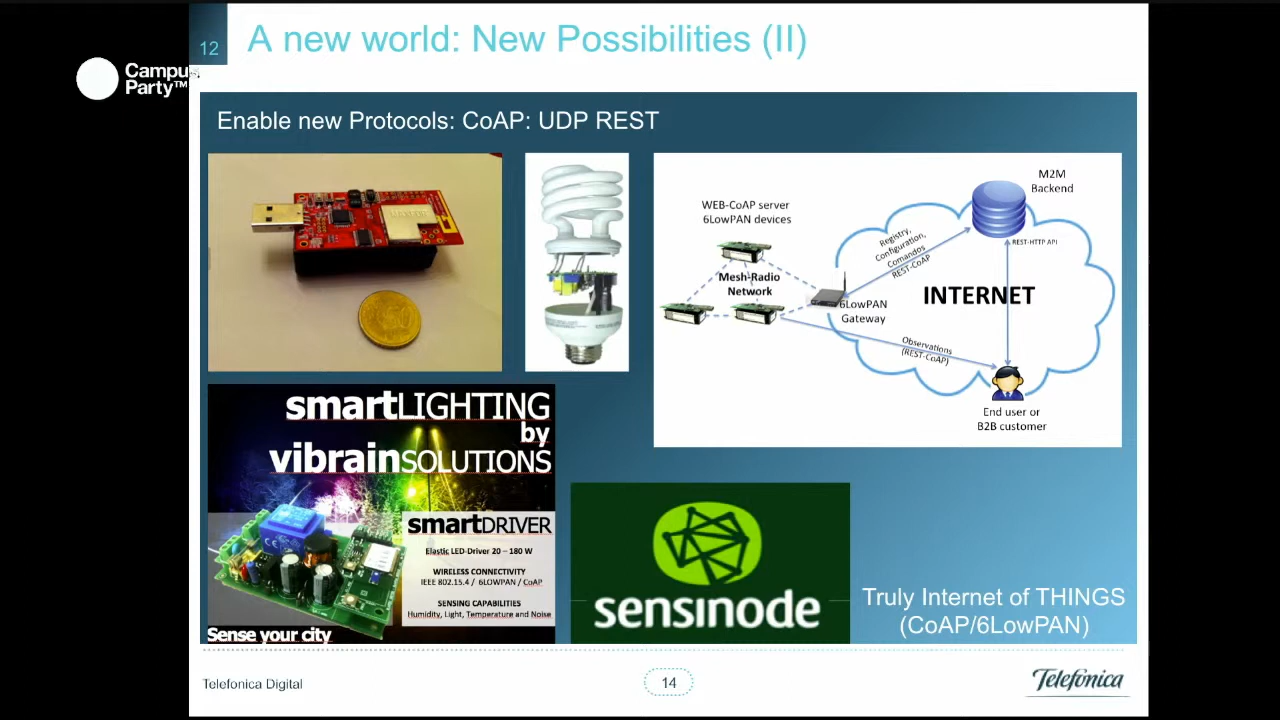 12
A new world: New Possibilities (II)
Campus
Party™
Enable new Protocols: CoAP: UDP REST
M2M
Backend
WEB-CoAP server
6LowPAN devices
Registry,
Configuration,
Comandos
REST-CoAP
REST-HTTP API
Mesh-Radio
Network
INTERNET
6LowPAN
Gateway
Observations
(REST-CoAP)
End user or
B2B customer
smartLIGHTING
by
vibrainSOLUTIONS
smartDRIVER
Elastic LED-Driver 20 – 180 W
WIRELESS CONNECTIVITY
IEEE 802.15.4 / 6LOWPAN / CoAP
SENSING CAPABILITIES
Humidity, Light, Temperature and Noise
Sense your city
sensinode
Truly Internet of THINGS
(CoAP/6LowPAN)
Telefonica Digital
14
Telefónica